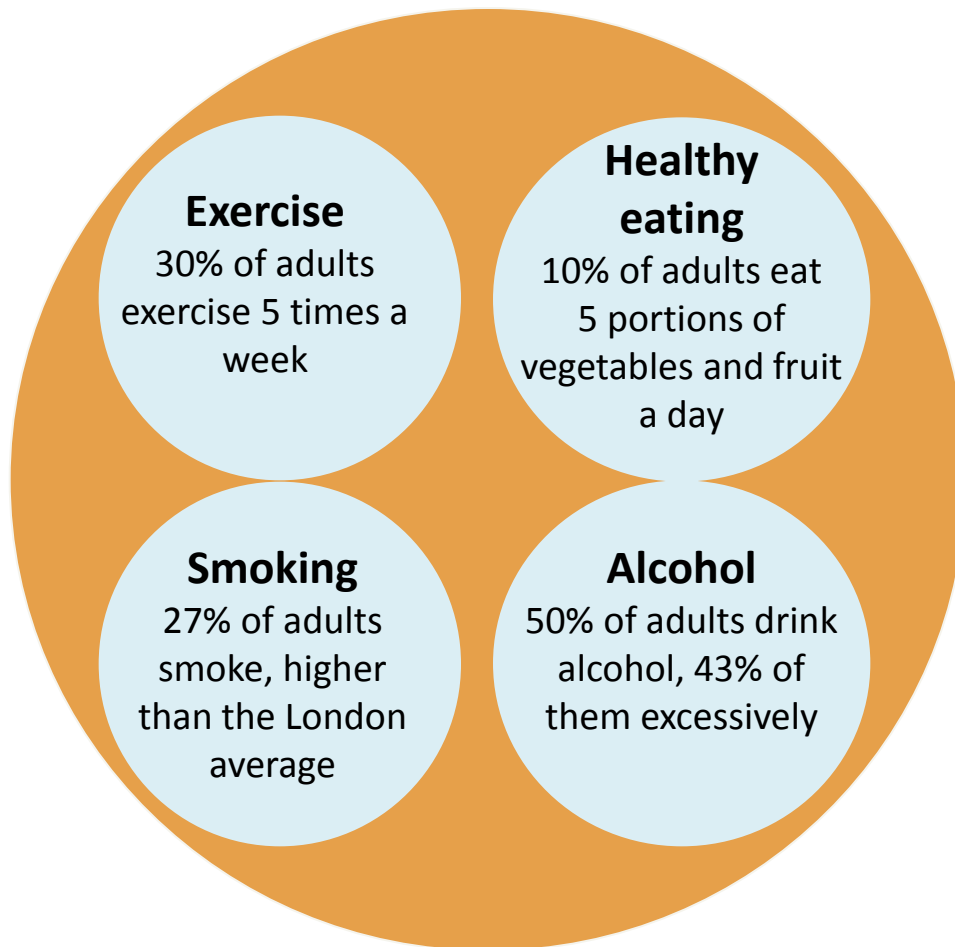 Exercise
30% of adults
exercise 5 times a
week
Healthy
eating
10% of adults eat
5 portions of
vegetables and fruit
a day
Smoking
27% of adults
smoke, higher
than the London
average
Alcohol
50% of adults drink
alcohol, 43% of
them excessively